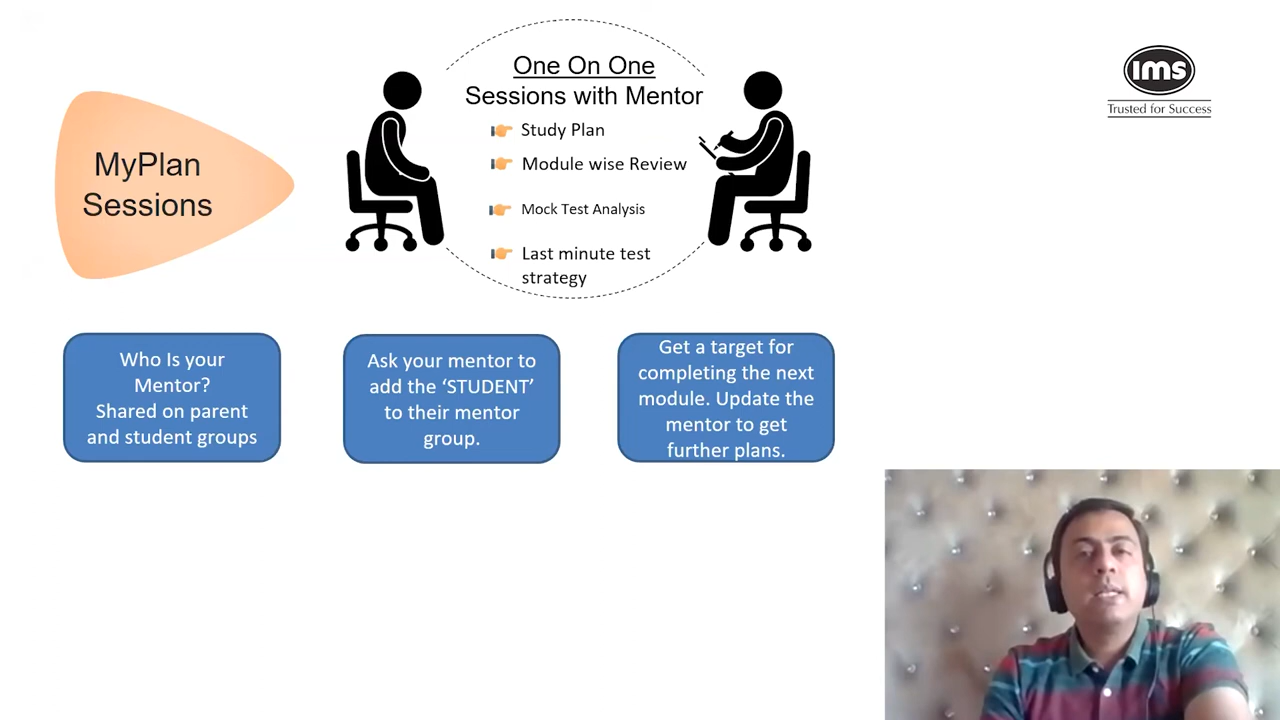 One On One
Sessions with Mentor
Study Plan
Module wise Review
Mock Test Analysis
Last minute test
strategy
MyPlan
Sessions
ims
Trusted for Success
Who Is your
Mentor?
Shared on parent
and student groups
Ask your mentor to
add the ‘STUDENT’
to their mentor
group.
Get a target for
completing the next
module. Update the
mentor to get
further plans.